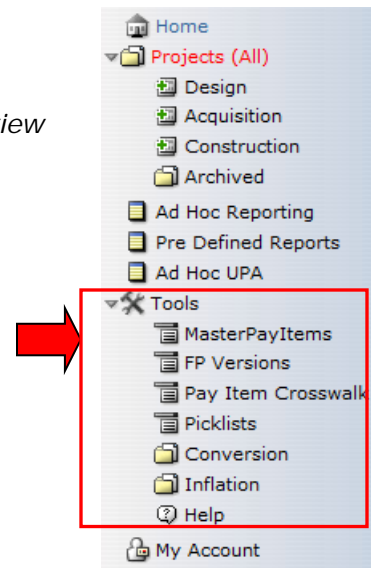 Home
Projects (All)
Design
Acquisition
iew
Construction
Archived
Ad Hoc Reporting
Pre Defined Reports
Ad Hoc UPA
Tools
MasterPayItems
FP Versions
Pay Item Crosswalk
Picklists
Conversion
Inflation
Help
My Account